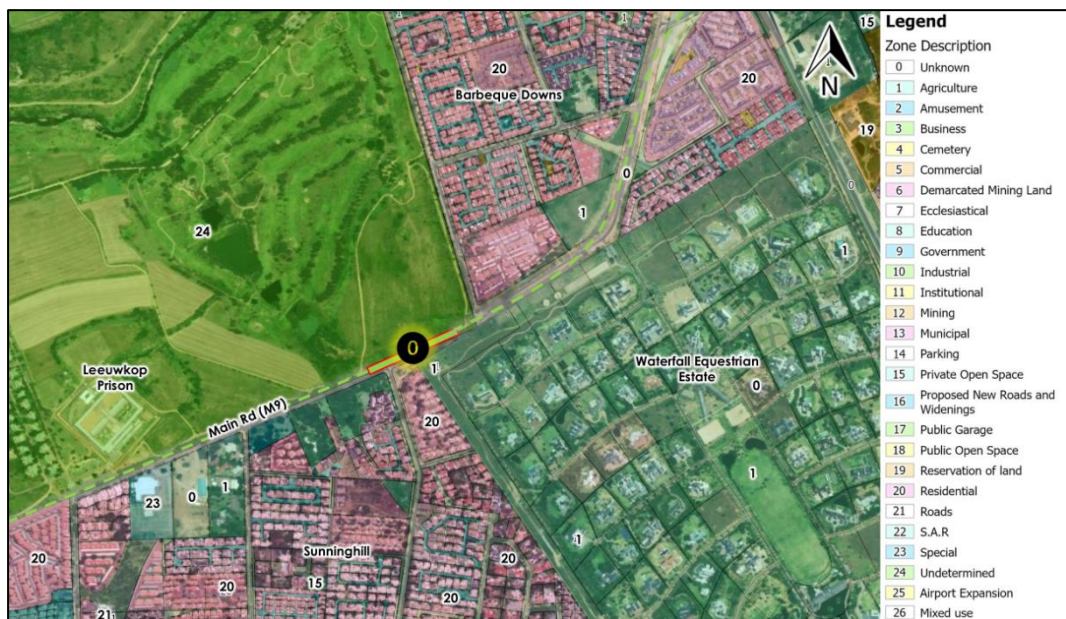 20
Barbeque Downs
20
15
1
N
19
0
0
1
24
1
0
1
Leeuwkop
Prison
Waterfall Equestrian
Estate
0
Main Rd (M9)
20
1
23
0
1
1
20
Sunninghill
20
15
20
20
21
Legend
Zone Description
0 Unknown
1 Agriculture
2 Amusement
3 Business
4 Cemetery
5 Commercial
6 Demarcated Mining Land
7 Ecclesiastical
8 Education
9 Government
10 Industrial
11 Institutional
12 Mining
13 Municipal
14 Parking
15 Private Open Space
16 Proposed New Roads and
Widenings
17 Public Garage
18 Public Open Space
19 Reservation of land
20 Residential
21 Roads
22 S.A.R
23 Special
24 Undetermined
25 Airport Expansion
26 Mixed use